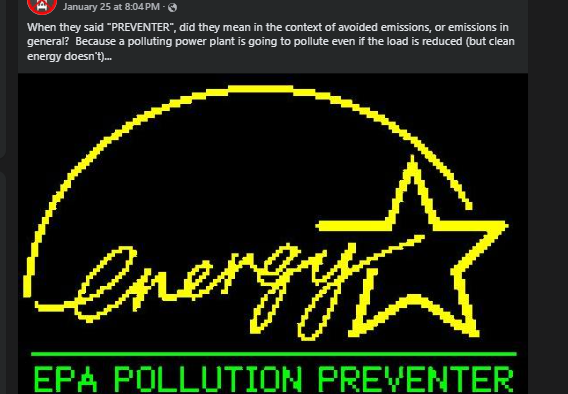 January 25 at 8:04 PM ·
When they said "PREVENTER", did they mean in the context of avoided emissions, or emissions in
general? Because a polluting power plant is going to pollute even if the load is reduced (but clean
energy doesn't)...
energy
EPA POLLUTION PREVENTER